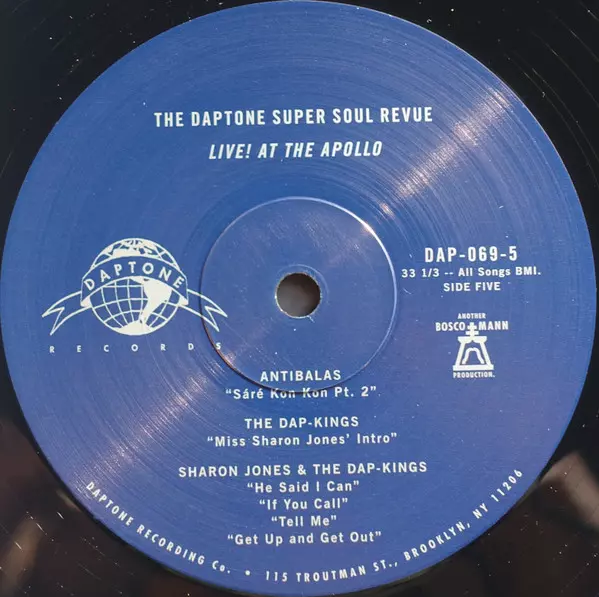 THE DAPTONE SUPER SOUL REVUE
LIVE! AT THE APOLLO
DAPTONE
RECORDS
DAP-069-5
33 1/3 -- All Songs BMI.
SIDE FIVE
ANOTHER
BOSCO MANN
PRODUCTION.
ANTIBALAS
“Sáré Kon Kon Pt. 2”
THE DAP-KINGS
“Miss Sharon Jones’ Intro”
SHARON JONES & THE DAP-KINGS
“He Said I Can”
“If You Call”
“Tell Me”
“Get Up and Get Out”
DAPTONE RECORDING Co. • 115 TROUTMAN ST., BROOKLYN, NY 11206